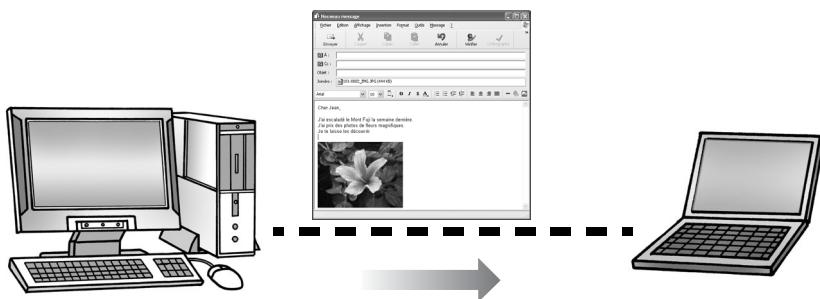 Nouveau message
Fichier Edition Affichage Insertion Format Outils Message ?
Envoyer Couper Copier Coller Annuler Vérifier Orthographe
À :
Cc :
Objet :
Joindre :
Arial 10
Cher Jean,
J'ai escaladé le Mont Fuji la semaine dernière.
J'ai pris des photos de fleurs magnifiques.
Je te laisse les découvrir